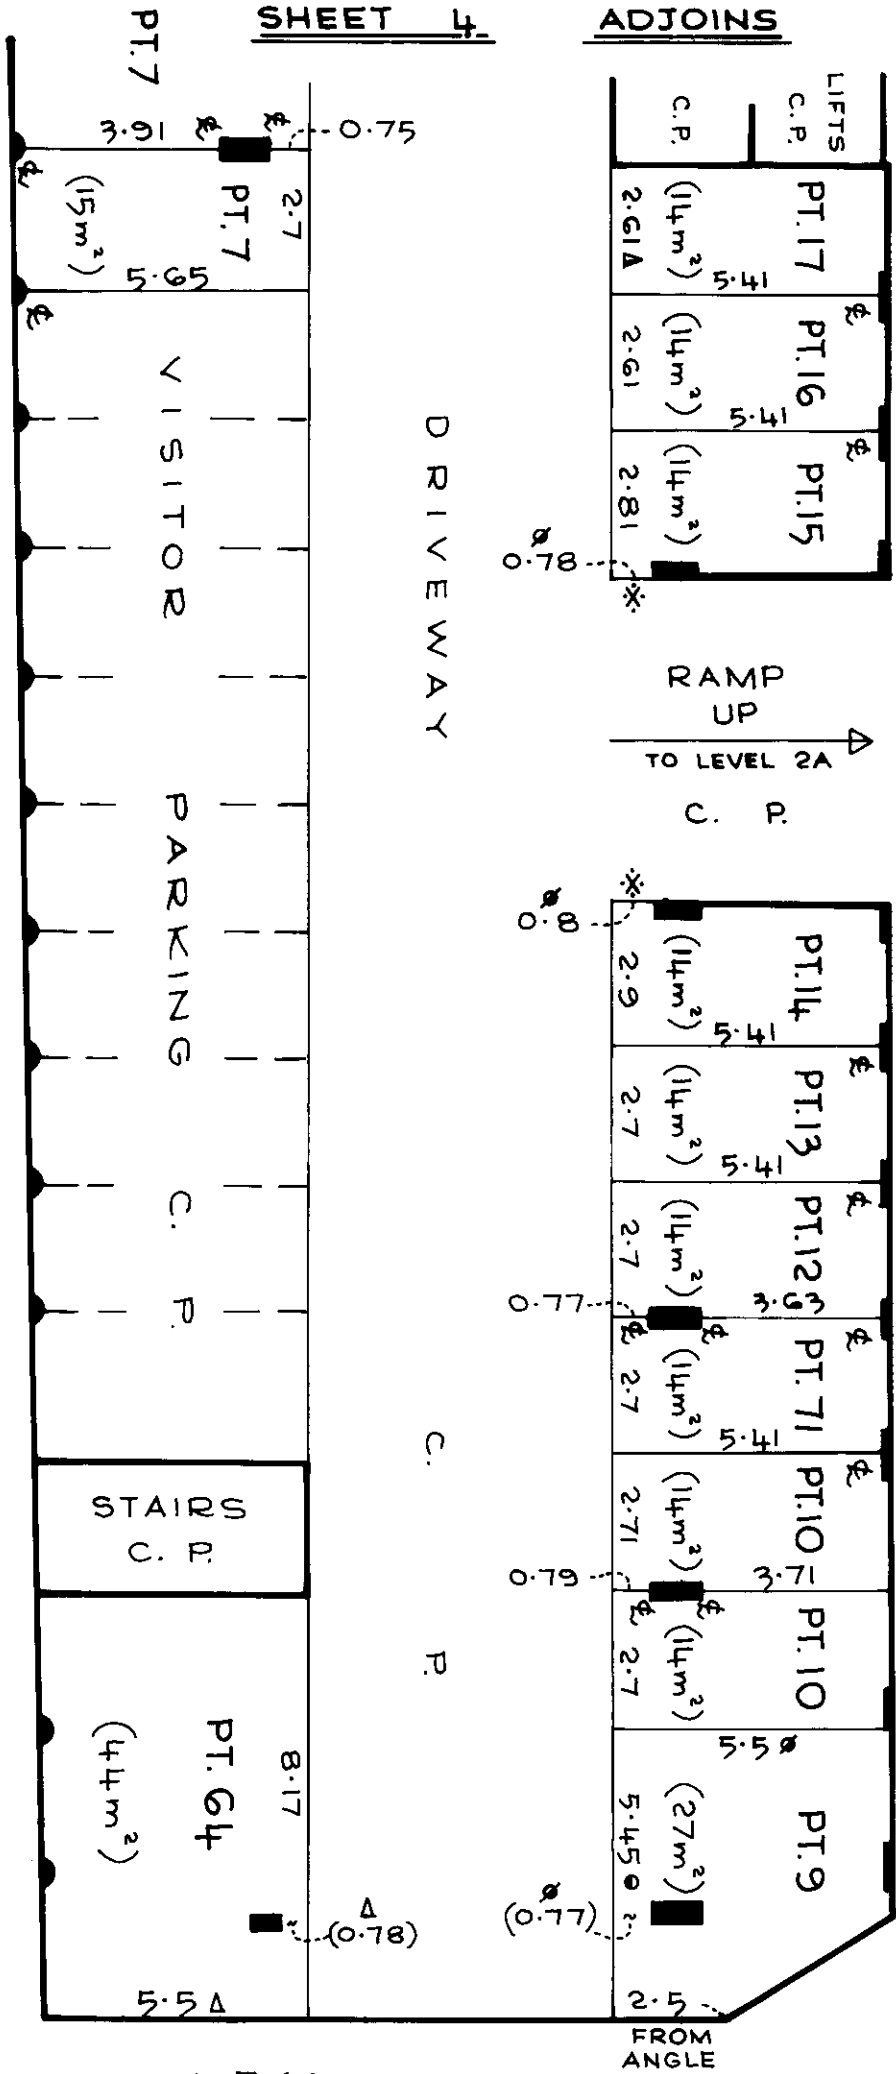 SHEET 4 ADJOINS
PT.7
3.91
℄
℄
0.75
℄
(15m²)
PT.7
2.7
5.65
℄
VISITOR PARKING C. P.
DRIVEWAY C. P.
LIFTS
C.P.
C.P.
PT.17
(14m²)
2.61Δ
5.41
℄
PT.16
(14m²)
2.61
5.41
℄
PT.15
(14m²)
2.81
ø
0.78
※
RAMP
UP
TO LEVEL 2A
C. P.
※
ø
0.8
PT.14
(14m²)
2.9
5.41
℄
PT.13
(14m²)
2.7
5.41
℄
PT.12
(14m²)
2.7
0.77
3.63
℄
℄
℄
PT.71
(14m²)
2.7
5.41
℄
PT.10
(14m²)
2.71
0.79
3.71
℄
℄
PT.10
(14m²)
2.7
5.5ø
PT.9
(27m²)
5.45●
ø
(0.77)
2.5
FROM
ANGLE
STAIRS
C. P.
PT.64
(44m²)
8.17
Δ
(0.78)
5.5Δ